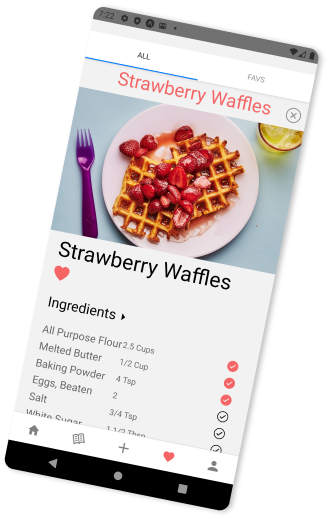 7:22
ALL FAVS
Strawberry Waffles
Strawberry Waffles
Ingredients
All Purpose Flour 2.5 Cups
Melted Butter 1/2 Cup
Baking Powder 4 Tsp
Eggs, Beaten 2
Salt 3/4 Tsp
White Sugar 1 1/2 Tbsp